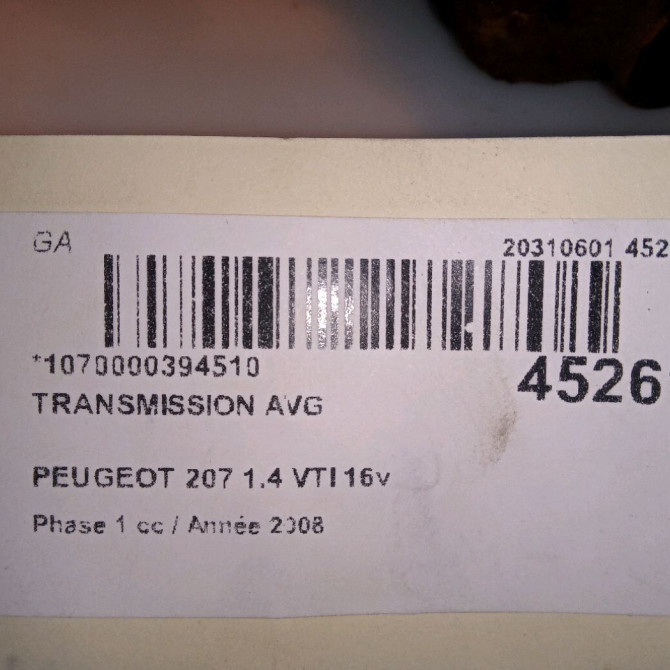 GA
20310601 452
*1070000394510
4526
TRANSMISSION AVG
PEUGEOT 207 1.4 VTI 16v
Phase 1 cc / Année 2008